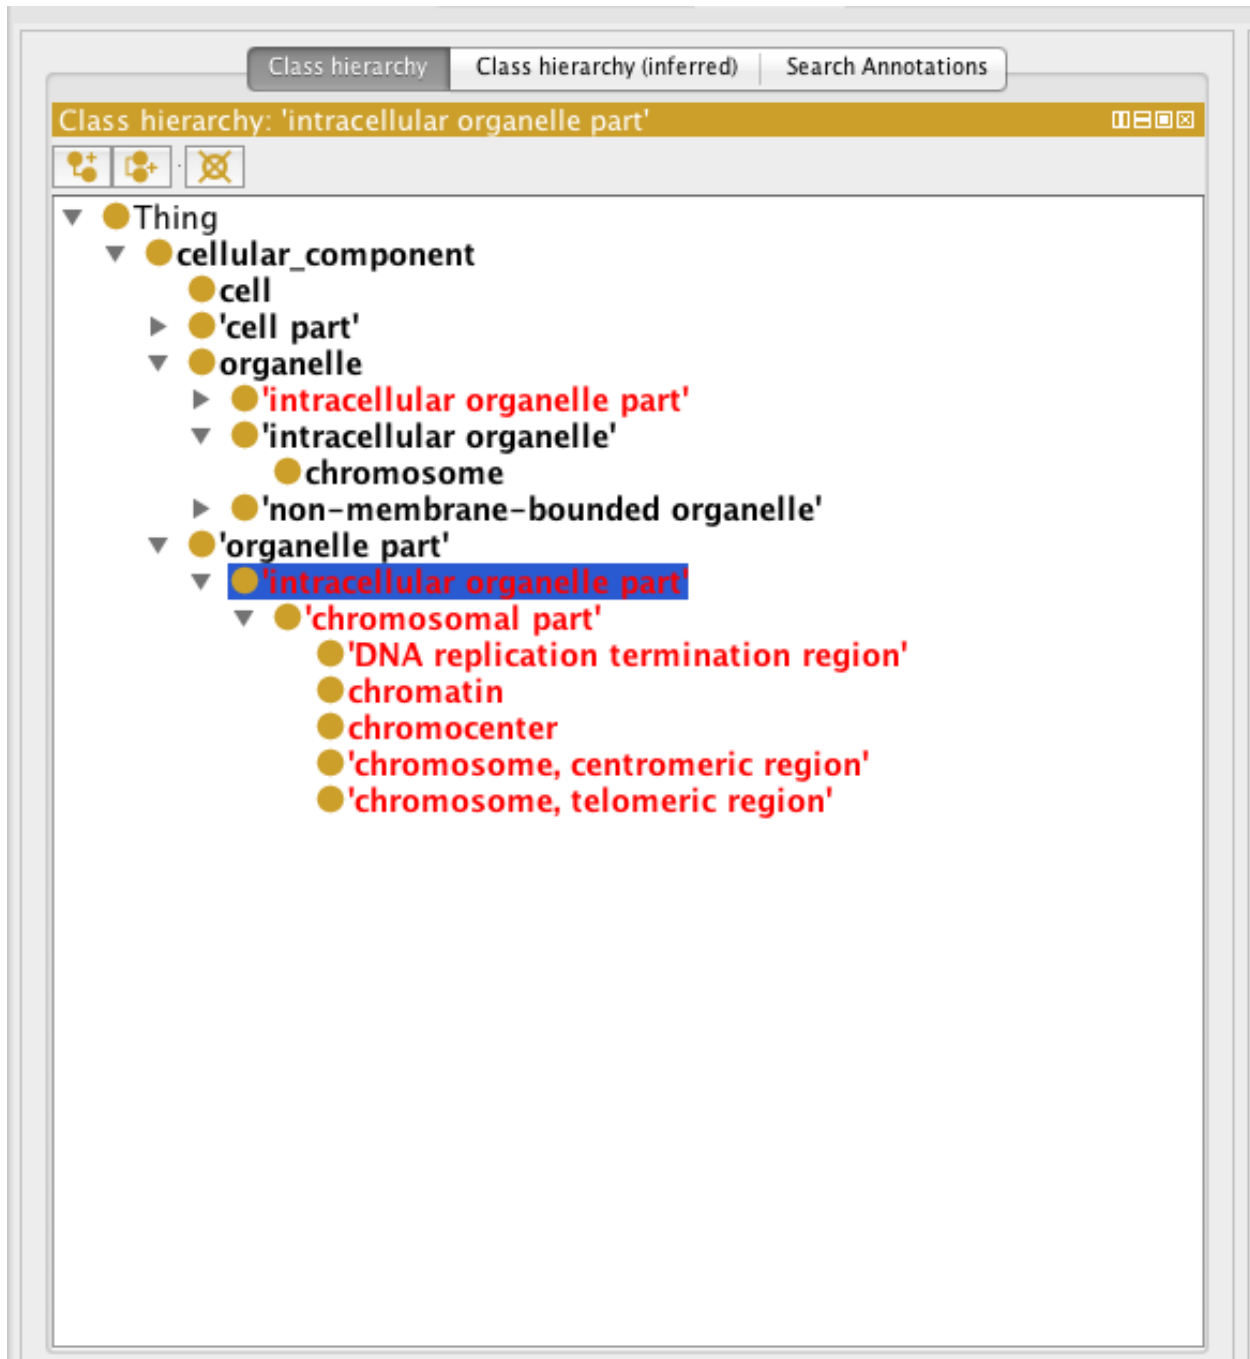 Class hierarchy Class hierarchy (inferred) Search Annotations
Class hierarchy: 'intracellular organelle part'
Thing
cellular_component
cell
'cell part'
organelle
'intracellular organelle part'
'intracellular organelle'
chromosome
'non-membrane-bounded organelle'
'organelle part'
'intracellular organelle part'
'chromosomal part'
'DNA replication termination region'
chromatin
chromocenter
'chromosome, centromeric region'
'chromosome, telomeric region'